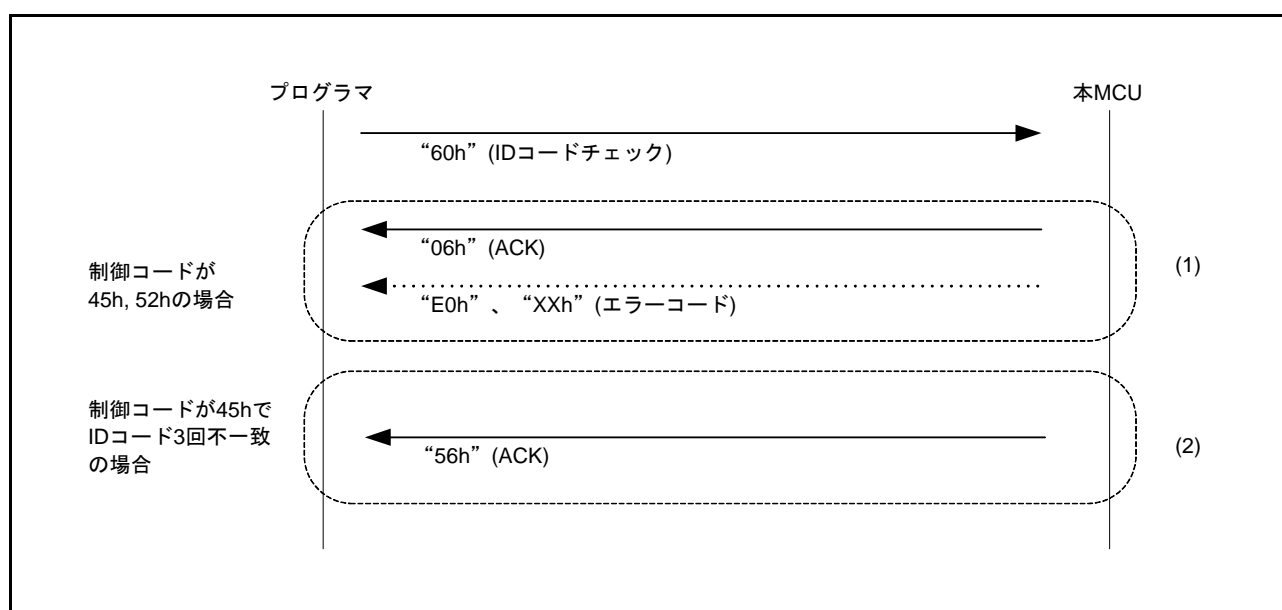 プログラマ
本MCU
“60h” (IDコードチェック)
“06h” (ACK)
(1)
制御コードが
45h, 52hの場合
“E0h” 、 “XXh” (エラーコード)
制御コードが45hで
IDコード3回不一致
の場合
“56h” (ACK)
(2)